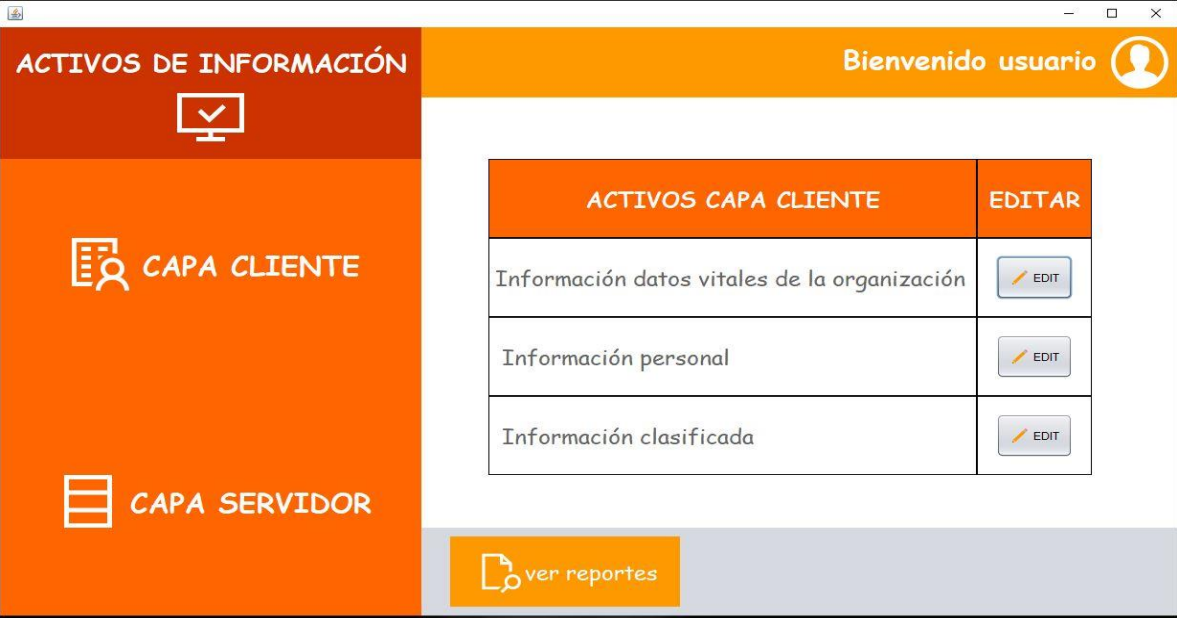 ACTIVOS DE INFORMACIÓN
Bienvenido usuario
CAPA CLIENTE
CAPA SERVIDOR
ACTIVOS CAPA CLIENTE EDITAR
Información datos vitales de la organización EDIT
Información personal EDIT
Información clasificada EDIT
ver reportes